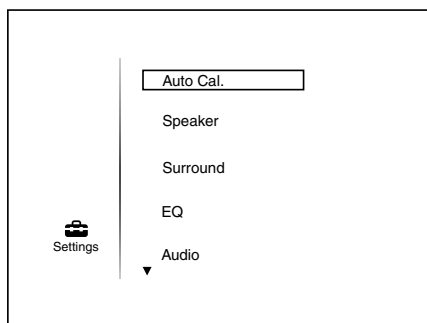 Auto Cal.
Speaker
Surround
EQ
Settings
Audio